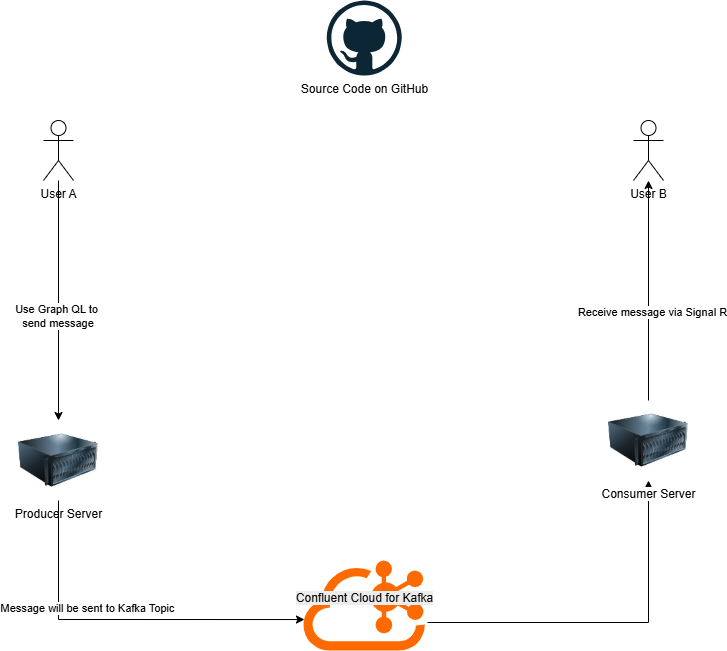 Source Code on GitHub
User A
User B
Use Graph QL to
send message
Receive message via Signal R
Producer Server
Consumer Server
Confluent Cloud for Kafka
Message will be sent to Kafka Topic